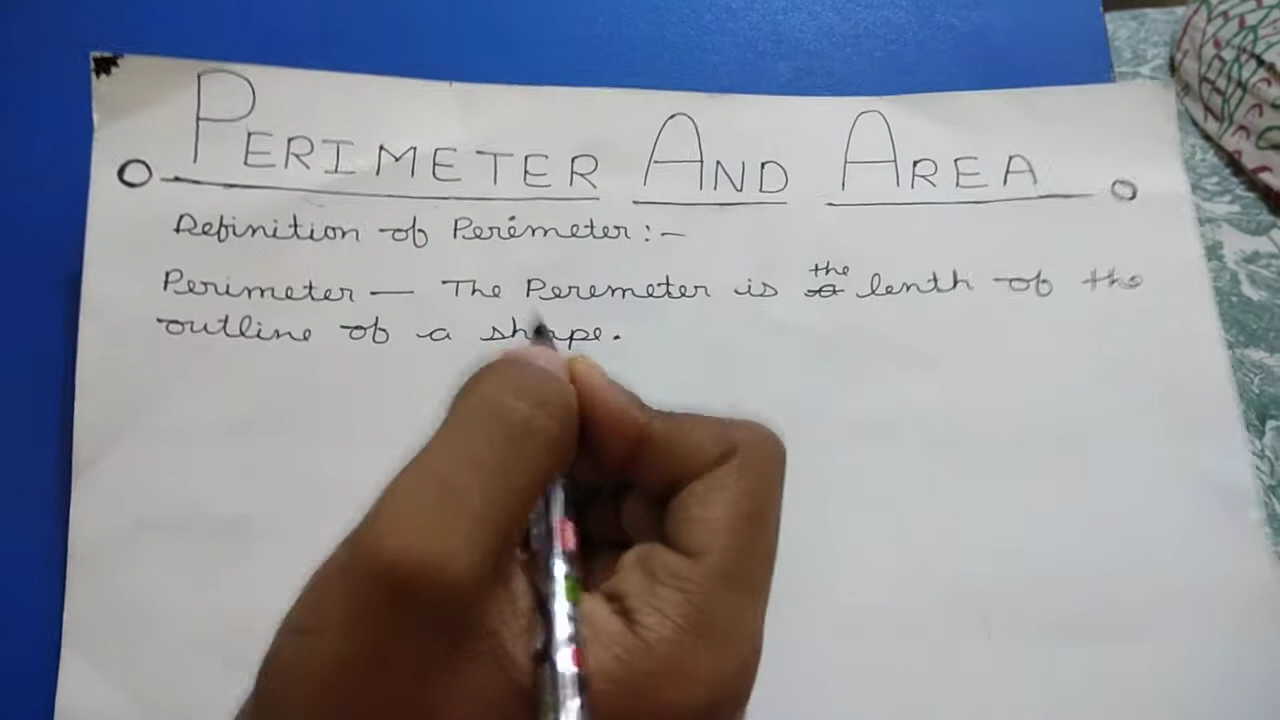 PERIMETER AND AREA
Definition of Perimeter :-
Perimeter — The Peremeter is the lenth of the
outline of a shape.